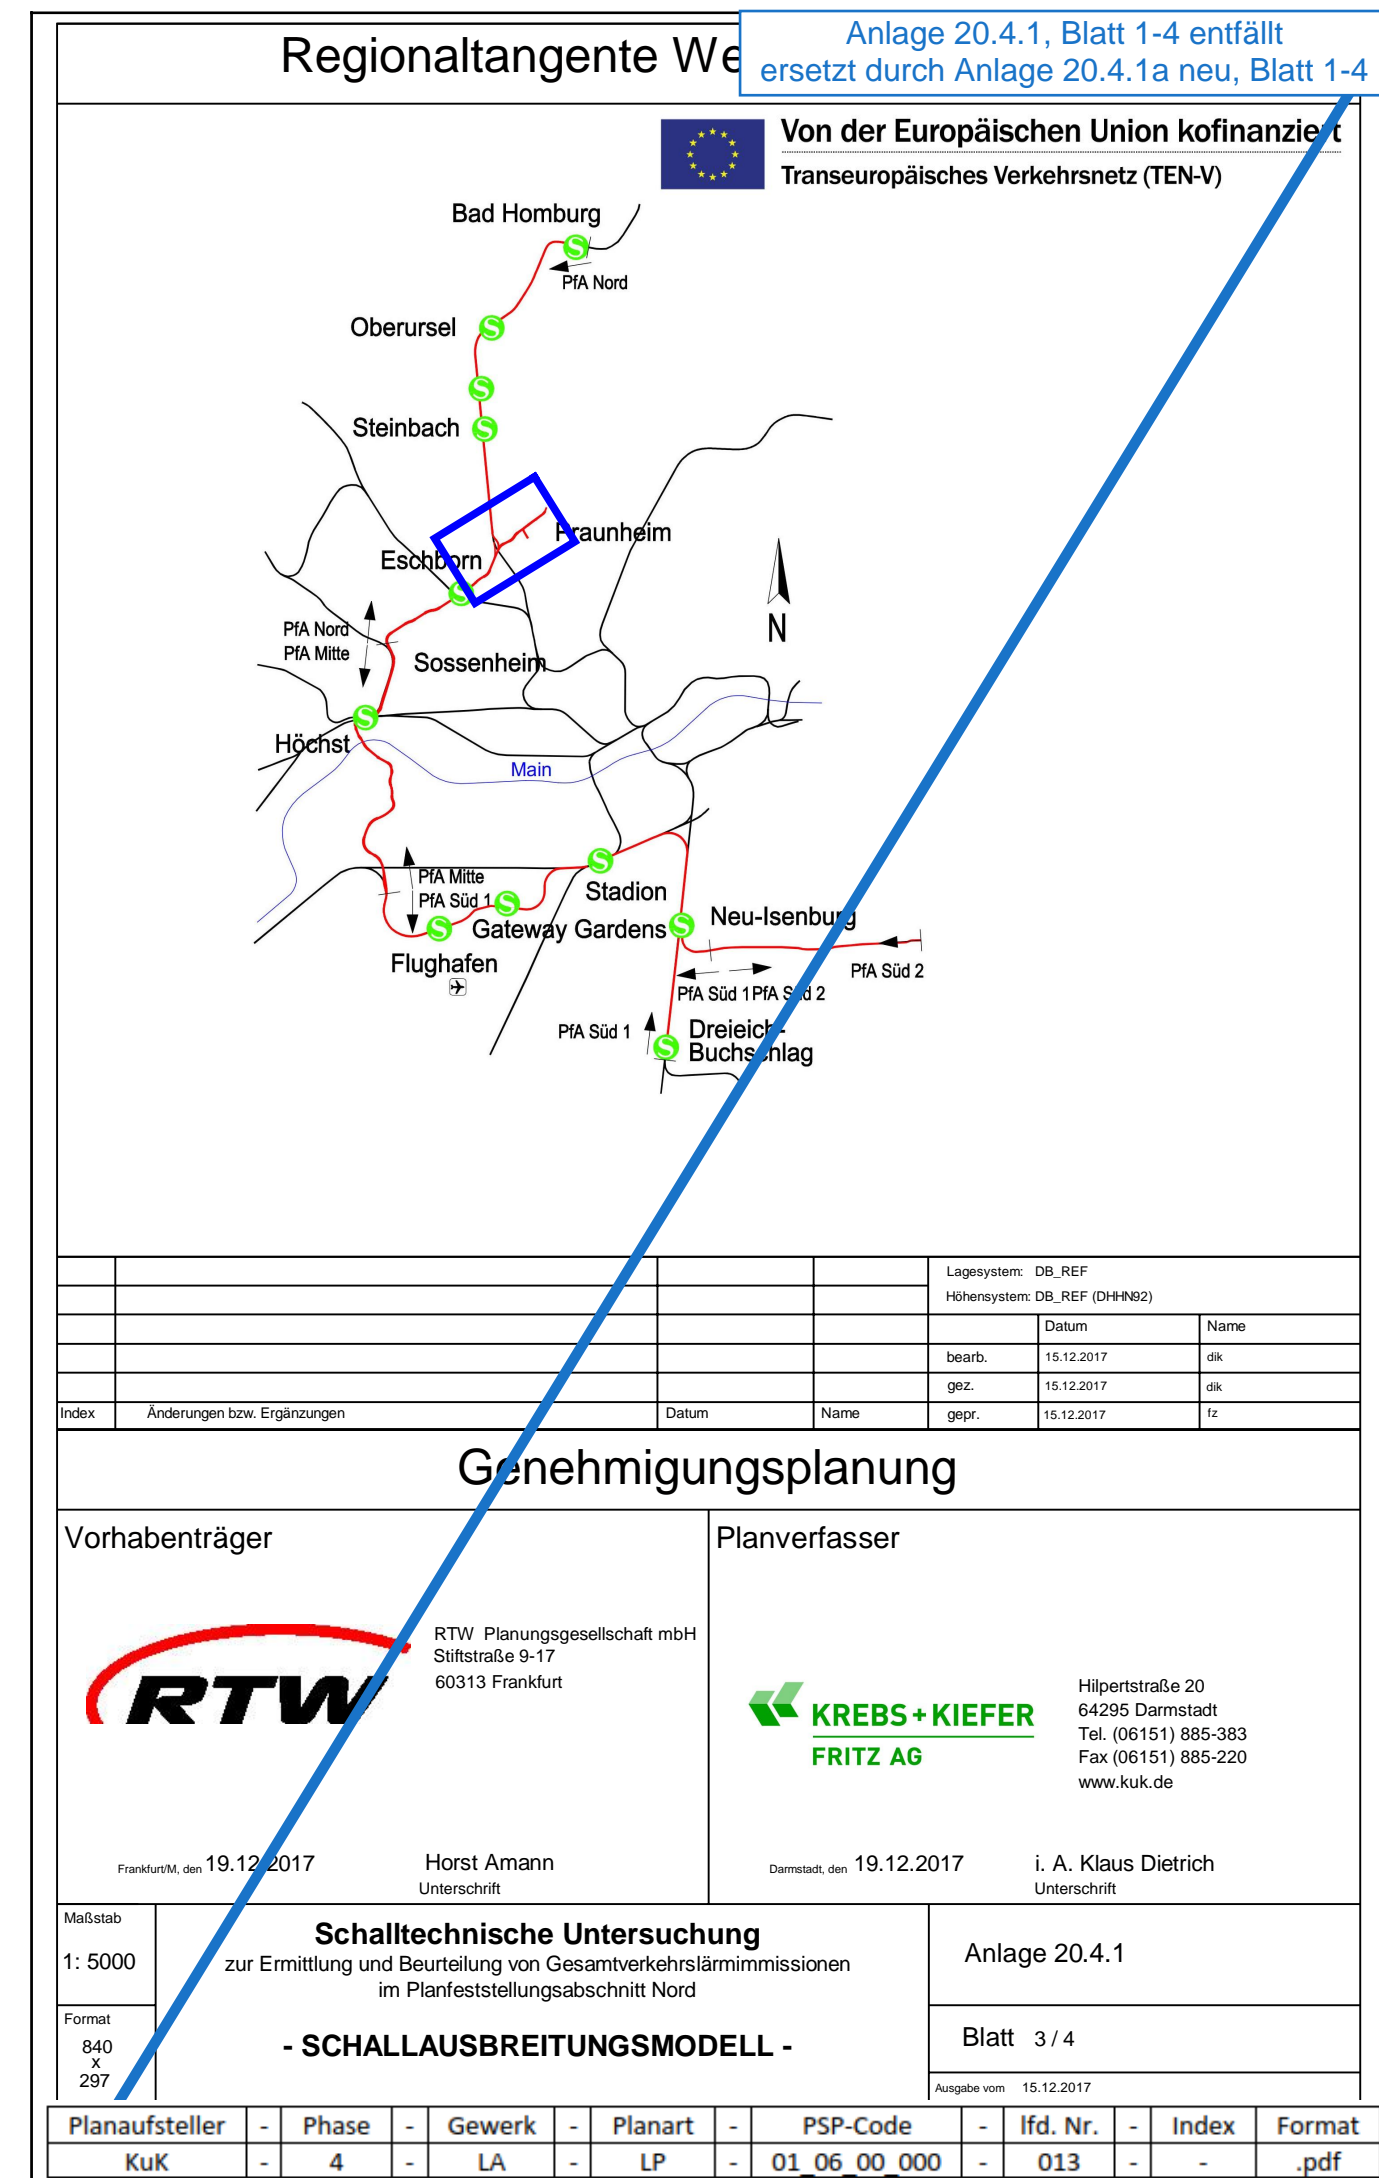 Regionaltangente We
Anlage 20.4.1, Blatt 1-4 entfällt
ersetzt durch Anlage 20.4.1a neu, Blatt 1-4
Von der Europäischen Union kofinanziert
Transeuropäisches Verkehrsnetz (TEN-V)
Bad Homburg
S
PfA Nord
Oberursel S
S
Steinbach S
Praunheim
Eschborn
S
N
PfA Nord
PfA Mitte
Sossenheim
S
Höchst
Main
S
PfA Mitte
PfA Süd 1 S
Stadion
Gateway Gardens S Neu-Isenburg
S
Flughafen
PfA Süd 2
PfA Süd 1 PfA Süd 2
PfA Süd 1
S Dreieich-
Buchschlag
Lagesystem: DB_REF
Höhensystem: DB_REF (DHHN92)
Datum Name
bearb. 15.12.2017 dik
gez. 15.12.2017 dik
Index Änderungen bzw. Ergänzungen Datum Name gepr. 15.12.2017 fz
Genehmigungsplanung
Vorhabenträger
RTW
RTW Planungsgesellschaft mbH
Stiftstraße 9-17
60313 Frankfurt
Frankfurt/M, den 19.12.2017 Horst Amann
Unterschrift
Planverfasser
KREBS+KIEFER
FRITZ AG
Hilpertstraße 20
64295 Darmstadt
Tel. (06151) 885-383
Fax (06151) 885-220
www.kuk.de
Darmstadt, den 19.12.2017 i. A. Klaus Dietrich
Unterschrift
Maßstab
1: 5000
Format
840
x
297
Schalltechnische Untersuchung
zur Ermittlung und Beurteilung von Gesamtverkehrslärmimmissionen
im Planfeststellungsabschnitt Nord
- SCHALLAUSBREITUNGSMODELL -
Anlage 20.4.1
Blatt 3 / 4
Ausgabe vom 15.12.2017
Planaufsteller - Phase - Gewerk - Planart - PSP-Code - lfd. Nr. - Index Format
KuK - 4 - LA - LP - 01_06_00_000 - 013 - - .pdf